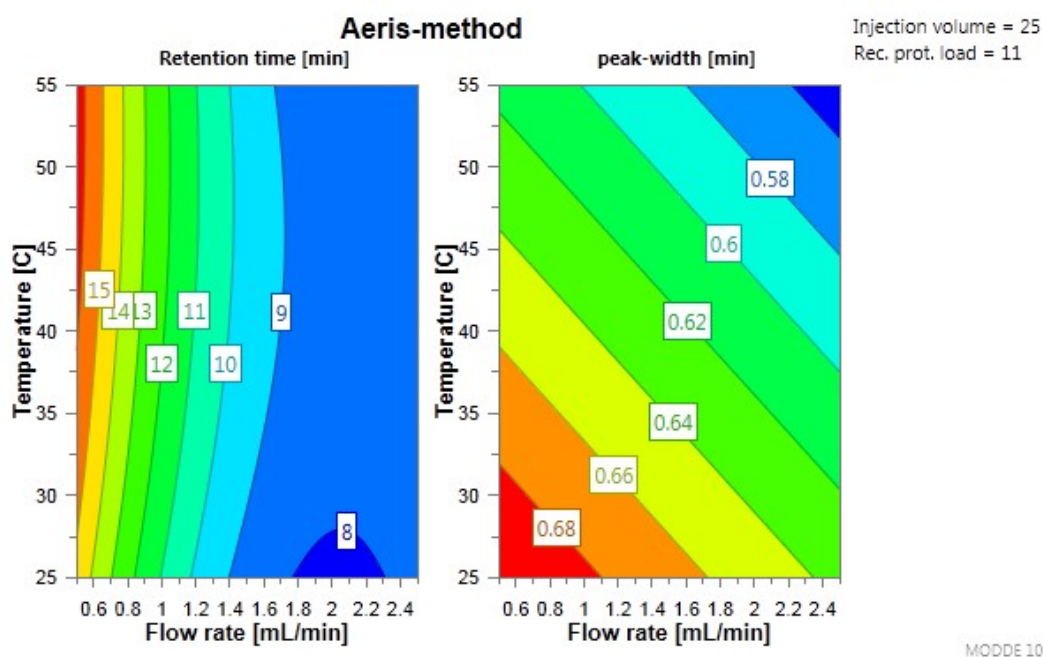 Aeris-method
Injection volume = 25
Rec. prot. load = 11
Retention time [min]
55
50
45
40
35
30
25
Temperature [C]
15
14
13
12
11
10
9
8
0.6 0.8 1 1.2 1.4 1.6 1.8 2 2.2 2.4
Flow rate [mL/min]
peak-width [min]
55
50
45
40
35
30
25
Temperature [C]
0.58
0.6
0.62
0.64
0.66
0.68
0.6 0.8 1 1.2 1.4 1.6 1.8 2 2.2 2.4
Flow rate [mL/min]
MODDE 10